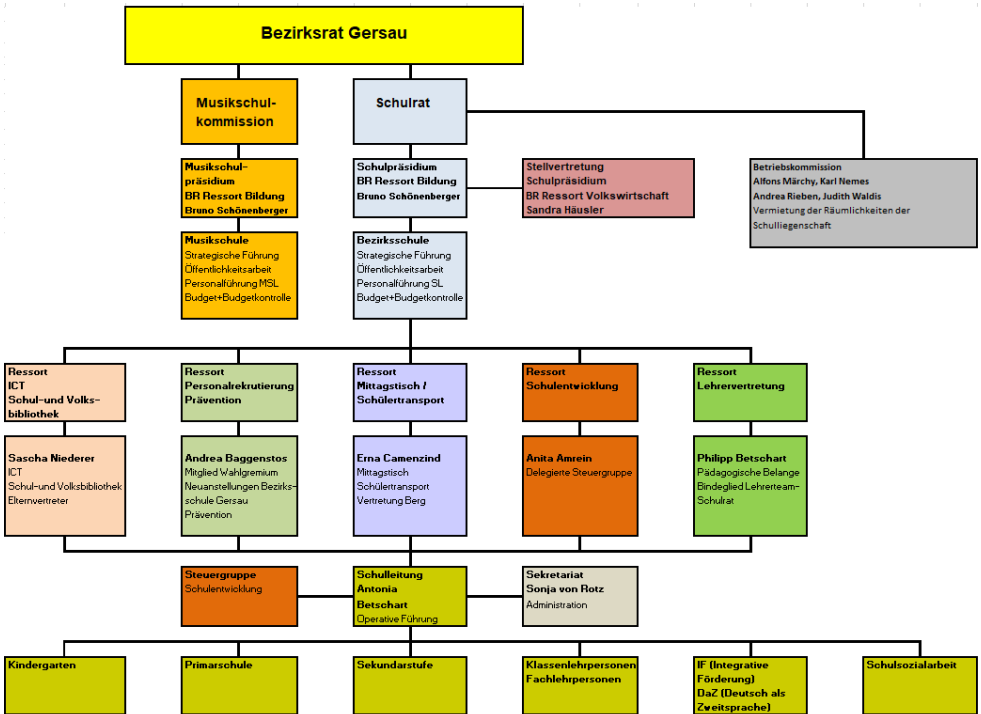 Bezirksrat Gersau
Musikschul-
kommission
Schulrat
Musikschul-
präsidium
BR Ressort Bildung
Bruno Schönenberger
Schulpräsidium
BR Ressort Bildung
Bruno Schönenberger
Stellvertretung
Schulpräsidium
BR Ressort Volkswirtschaft
Sandra Häusler
Betriebskommission
Alfons Märchy, Karl Nemes
Andrea Rieben, Judith Waldis
Vermietung der Räumlichkeiten der
Schulliegenschaft
Musikschule
Strategische Führung
Öffentlichkeitsarbeit
Personalführung MSL
Budget+Budgetkontrolle
Bezirksschule
Strategische Führung
Öffentlichkeitsarbeit
Personalführung SL
Budget+Budgetkontrolle
Ressort
ICT
Schul-und Volks-
bibliothek
Ressort
Personalrekrutierung
Prävention
Ressort
Mittagstisch /
Schülertransport
Ressort
Schulentwicklung
Ressort
Lehrervertretung
Sascha Niederer
ICT
Schul-und Volksbibliothek
Elternvertreter
Andrea Baggenstos
Mitglied Wahlgremium
Neuanstellungen Bezirks-
schule Gersau
Prävention
Erna Camenzind
Mittagstisch
Schülertransport
Vertretung Berg
Anita Amrein
Delegierte Steuergruppe
Philipp Betschart
Pädagogische Belange
Bindeglied Lehrerteam-
Schulrat
Steuergruppe
Schulentwicklung
Schulleitung
Antonia
Betschart
Operative Führung
Sekretariat
Sonja von Rotz
Administration
Kindergarten
Primarschule
Sekundarstufe
Klassenlehrpersonen
Fachlehrpersonen
IF (Integrative
Förderung)
DaZ (Deutsch als
Zweitsprache)
Schulsozialarbeit